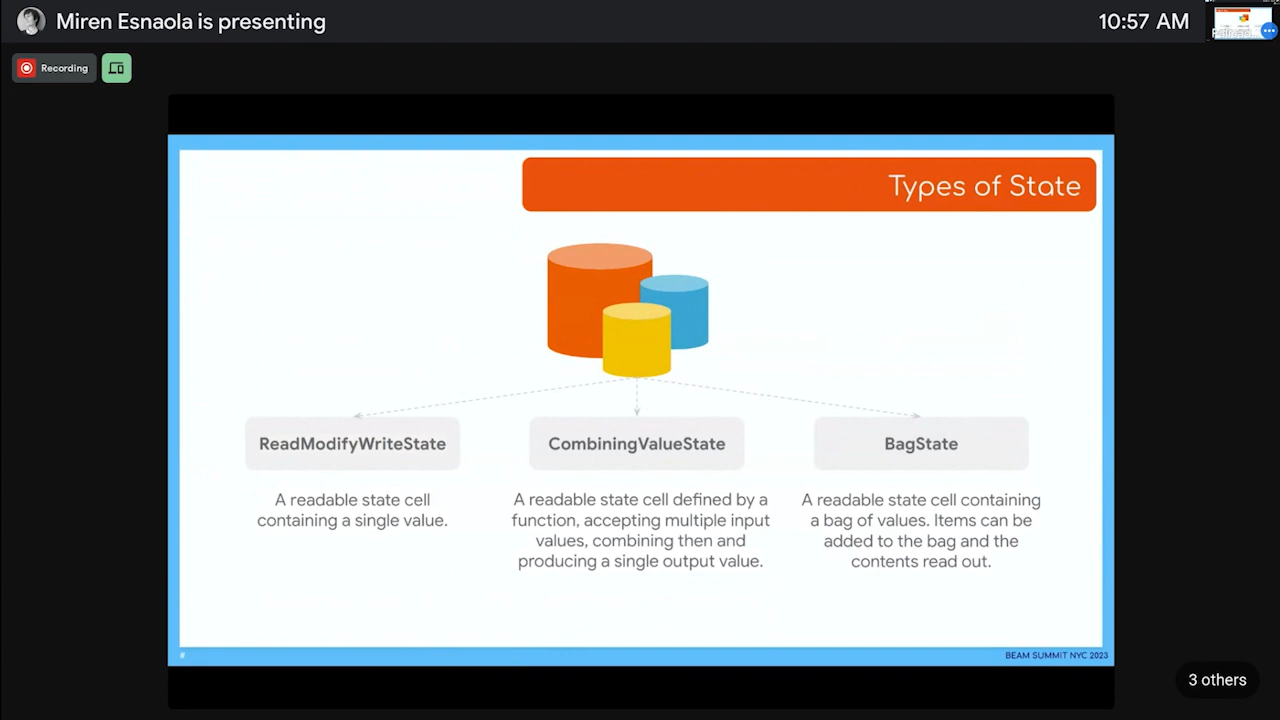 Miren Esnaola is presenting
10:57 AM
Recording
Types of State
ReadModifyWriteState
CombiningValueState
BagState
A readable state cell
containing a single value.
A readable state cell defined by a
function, accepting multiple input
values, combining then and
producing a single output value.
A readable state cell containing
a bag of values. Items can be
added to the bag and the
contents read out.
#
BEAM SUMMIT NYC 2023
3 others